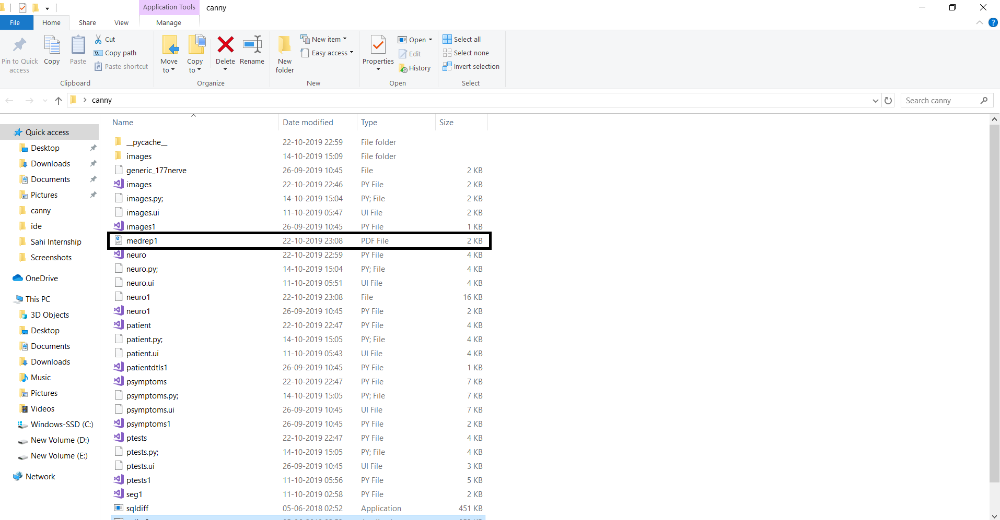 Application Tools canny
File Home Share View Manage
Pin to Quick access
Copy
Paste
Cut
Copy path
Paste shortcut
Clipboard
Move to
Copy to
Delete
Rename
Organize
New folder
New item
Easy access
New
Properties
Open
Edit
History
Open
Select all
Select none
Invert selection
Select
canny
Search canny
Quick access
Desktop
Downloads
Documents
Pictures
canny
ide
Sahi Internship
Screenshots
OneDrive
This PC
3D Objects
Desktop
Documents
Downloads
Music
Pictures
Videos
Windows-SSD (C:)
New Volume (D:)
New Volume (E:)
Network
Name Date modified Type Size
__pycache__ 22-10-2019 22:59 File folder
images 14-10-2019 15:09 File folder
generic_177nerve 26-09-2019 10:45 File 2 KB
images 22-10-2019 22:46 PY File 2 KB
images.py; 14-10-2019 15:04 PY; File 2 KB
images.ui 11-10-2019 05:47 UI File 2 KB
images1 26-09-2019 10:45 PY File 1 KB
medrep1 22-10-2019 23:08 PDF File 2 KB
neuro 22-10-2019 22:59 PY File 4 KB
neuro.py; 14-10-2019 15:04 PY; File 4 KB
neuro.ui 11-10-2019 05:51 UI File 4 KB
neuro1 22-10-2019 23:08 File 16 KB
neuro1 26-09-2019 10:45 PY File 2 KB
patient 22-10-2019 22:47 PY File 4 KB
patient.py; 14-10-2019 15:05 PY; File 4 KB
patient.ui 11-10-2019 05:43 UI File 4 KB
patientdtls1 26-09-2019 10:45 PY File 1 KB
psymptoms 22-10-2019 22:47 PY File 7 KB
psymptoms.py; 14-10-2019 15:05 PY; File 7 KB
psymptoms.ui 26-09-2019 10:45 UI File 7 KB
psymptoms1 26-09-2019 10:45 PY File 2 KB
ptests 22-10-2019 22:47 PY File 4 KB
ptests.py; 14-10-2019 15:05 PY; File 4 KB
ptests.ui 26-09-2019 10:45 UI File 3 KB
ptests1 11-10-2019 05:56 PY File 5 KB
seg1 11-10-2019 02:58 PY File 2 KB
sqldiff 05-06-2018 02:52 Application 451 KB